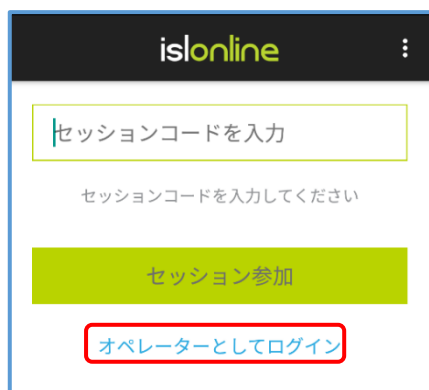 islonline
セッションコードを入力
セッションコードを入力してください
セッション参加
オペレーターとしてログイン